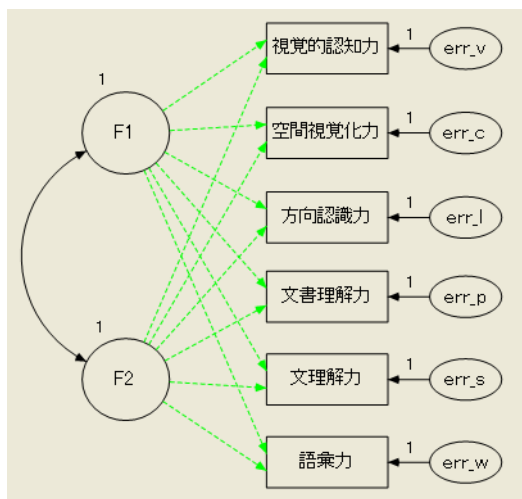 1
視覚的認知力
1
err_v
F1
空間視覚化力
1
err_c
方向認識力
1
err_l
文書理解力
1
err_p
1
F2
文理解力
1
err_s
語彙力
1
err_w